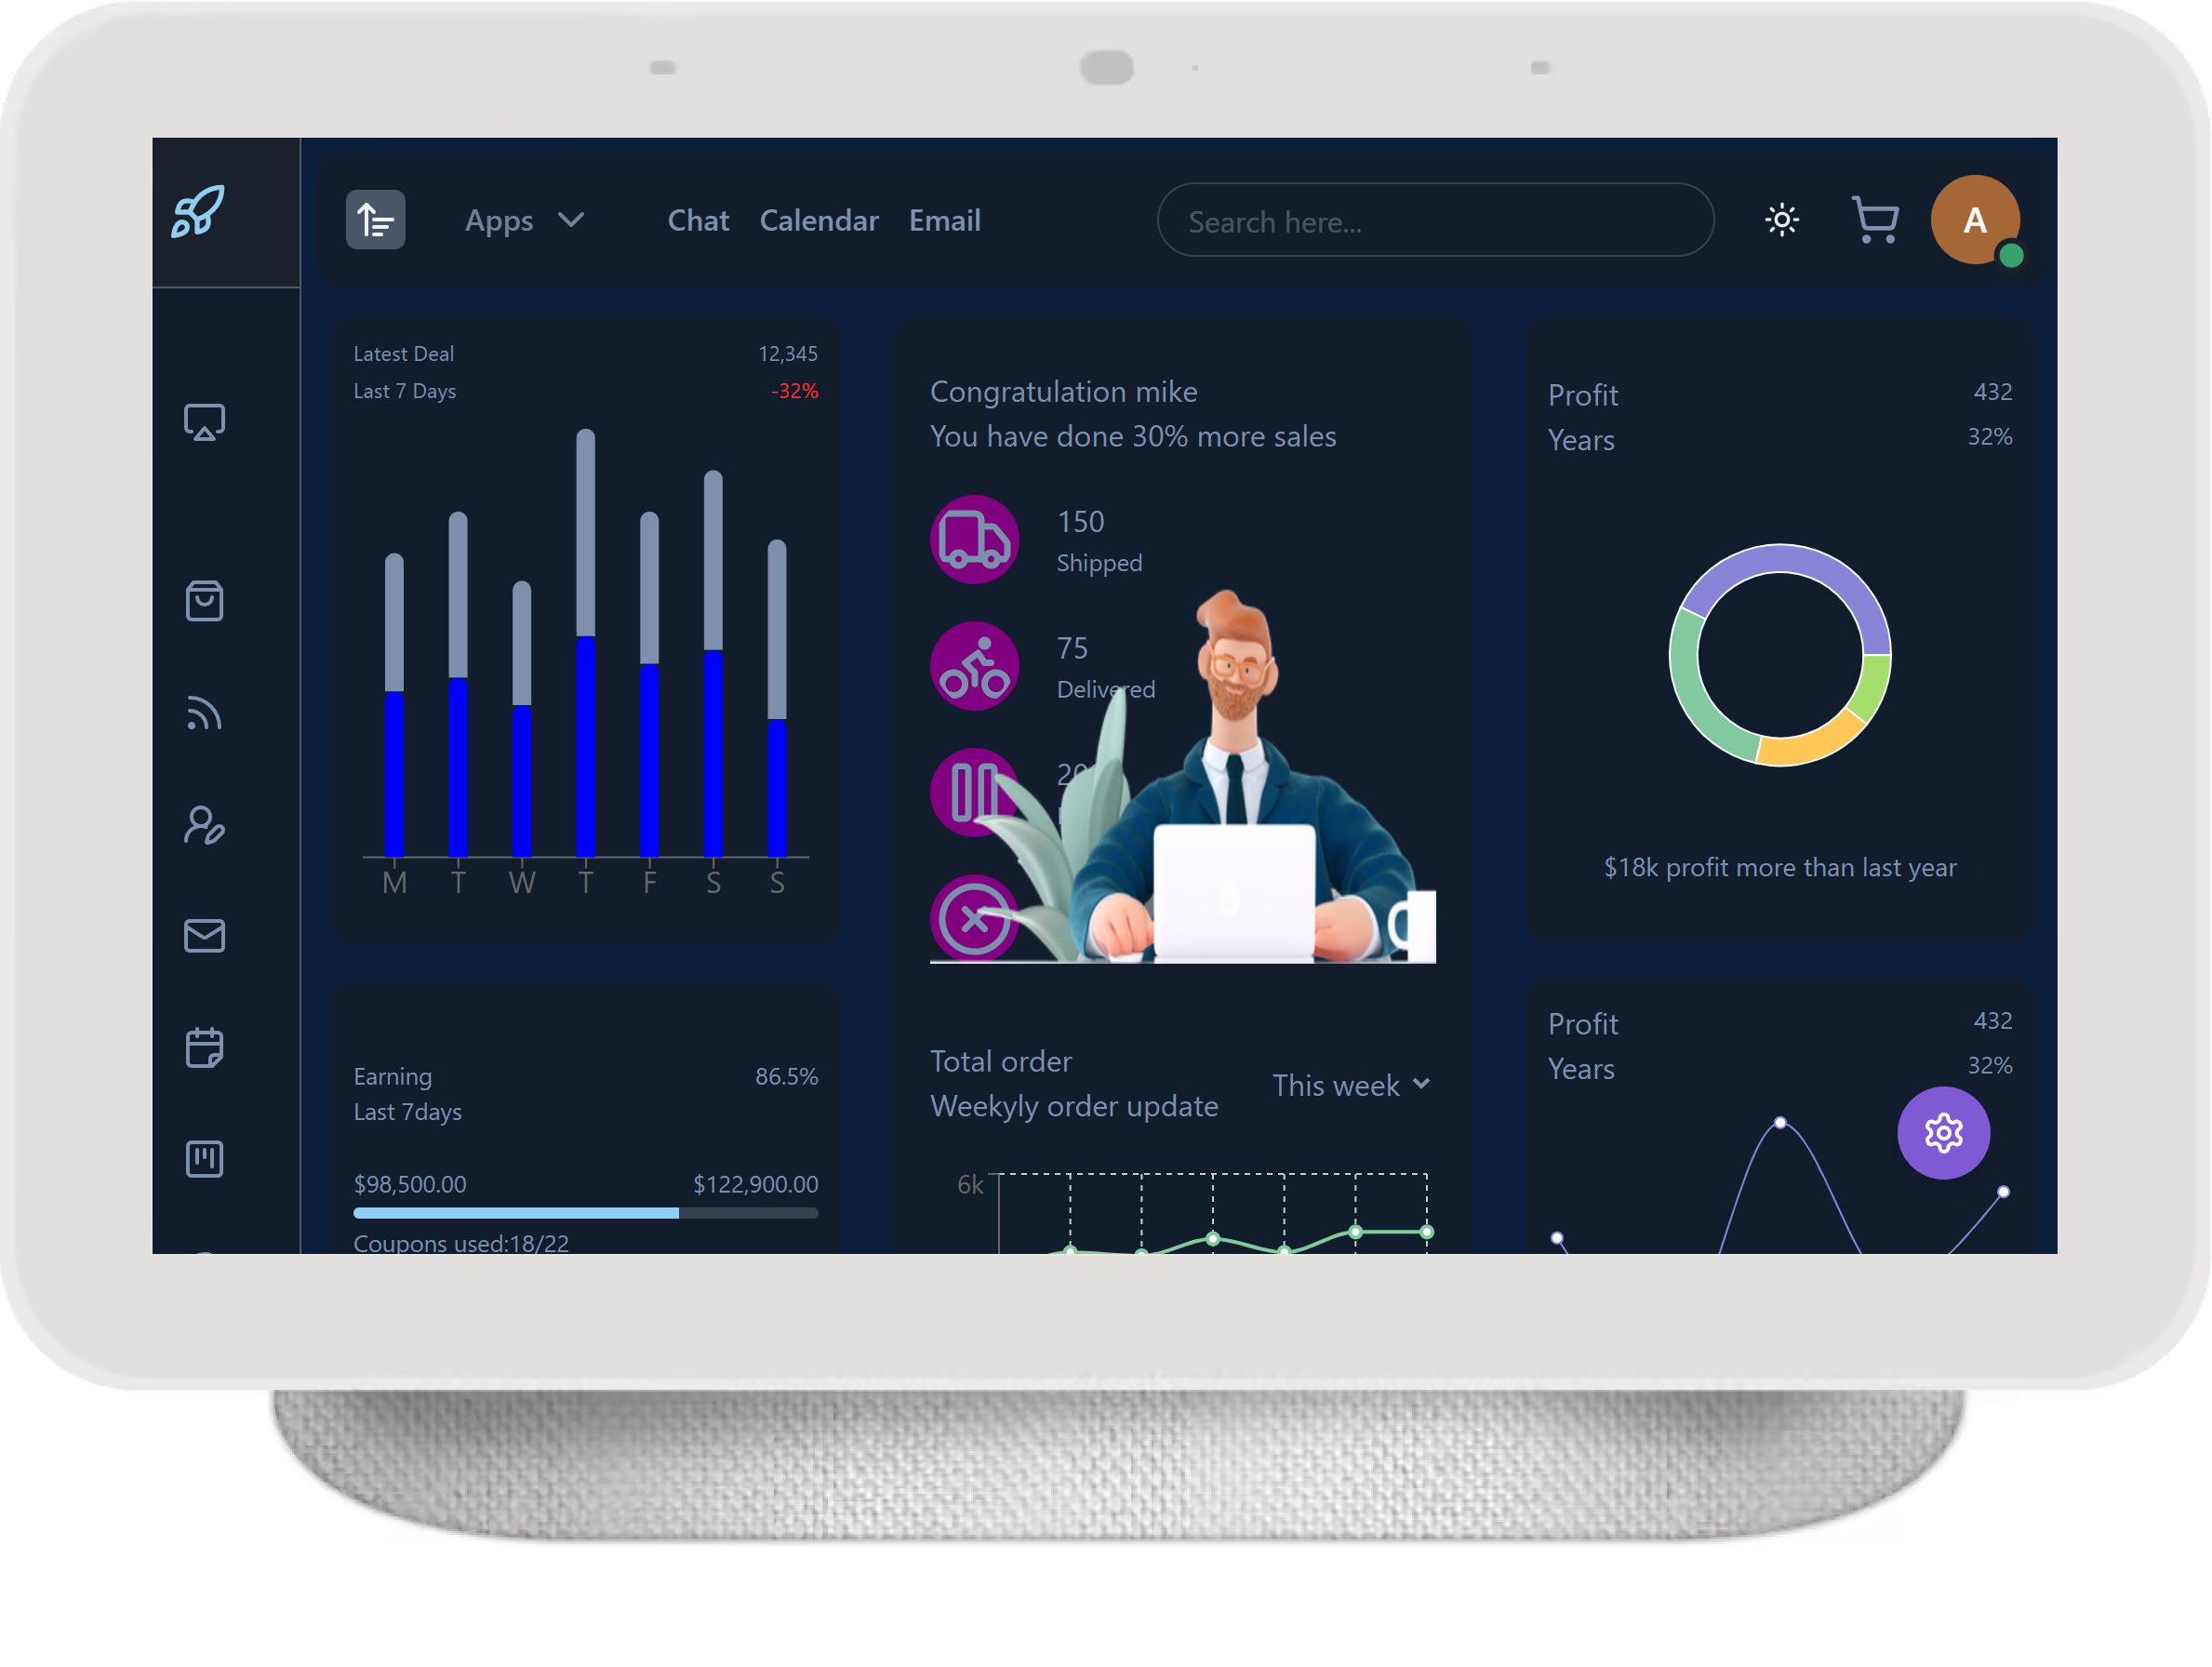 Apps
Chat
Calendar
Email
Search here...
A
Latest Deal
12,345
Last 7 Days
-32%
M T W T F S S
Congratulation mike
You have done 30% more sales
150
Shipped
75
Delivered
Profit
432
Years
32%
$18k profit more than last year
Earning
86.5%
Last 7days
$98,500.00
$122,900.00
Coupons used:18/22
Total order
Weekyly order update
This week
6k
Profit
432
Years
32%